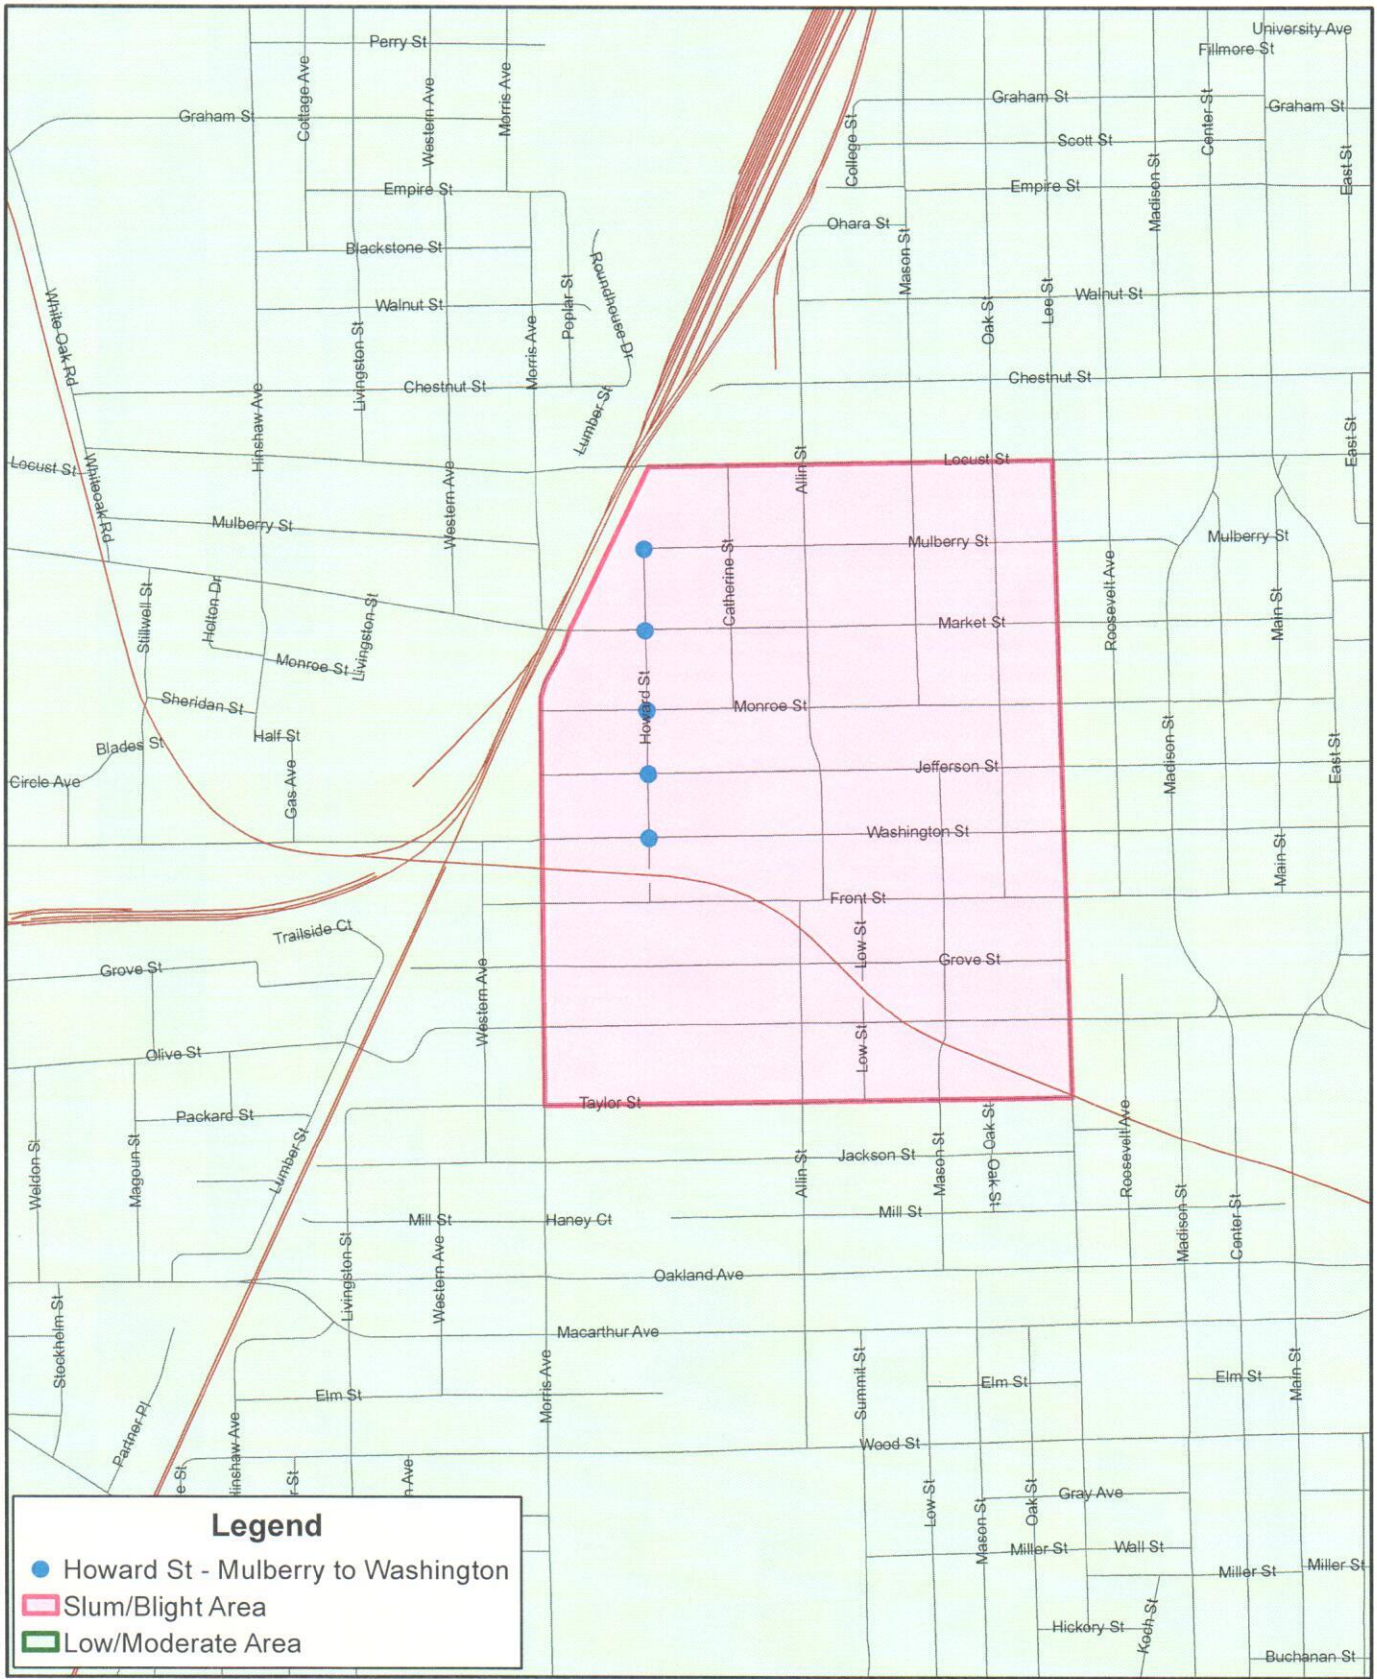 University Ave
Fillmore St
Perry St
Cottage Ave
Western Ave
Morris Ave
Graham St
Graham St
Graham St
Center St
College St
Scott St
East St
Madison St
Empire St
Empire St
Ohara St
Blackstone St
Mason St
Roundhouse Dr
Walnut St
Walnut St
Poplar St
Oak St
Lee St
White Oak Rd
Livingston St
Morris Ave
Chestnut St
Chestnut St
Hinshaw Ave
Lumber St
East St
Locust St
Locust St
Allin St
Whiteoak Rd
Western Ave
Mulberry St
Mulberry St
Mulberry St
Catherine St
Roosevelt Ave
Main St
Market St
Stillwell St
Holton Dr
Livingston St
Monroe St
Howard St
Monroe St
Sheridan St
Half St
Blades St
Madison St
East St
Circle Ave
Gas Ave
Jefferson St
Washington St
Main St
Front St
Trailside Ct
Low St
Grove St
Grove St
Western Ave
Olive St
Low St
Taylor St
Packard St
Oak St
Roosevelt Ave
Weldon St
Magoun St
Lumber St
Jackson St
Allin St
Mason St
Oak St
Mill St
Haney Ct
Mill St
Madison St
Center St
Livingston St
Western Ave
Oakland Ave
Stockholm St
Macarthur Ave
Morris Ave
Summit St
Elm St
Elm St
Elm St
Main St
Partner Pl
Hinshaw Ave
Wood St
e St
r St
n Ave
Low St
Mason St
Oak St
Gray Ave
Miller St
Wall St
Miller St
Miller St
Koch St
Hickory St
Buchanan St
Legend
Howard St - Mulberry to Washington
Slum/Blight Area
Low/Moderate Area